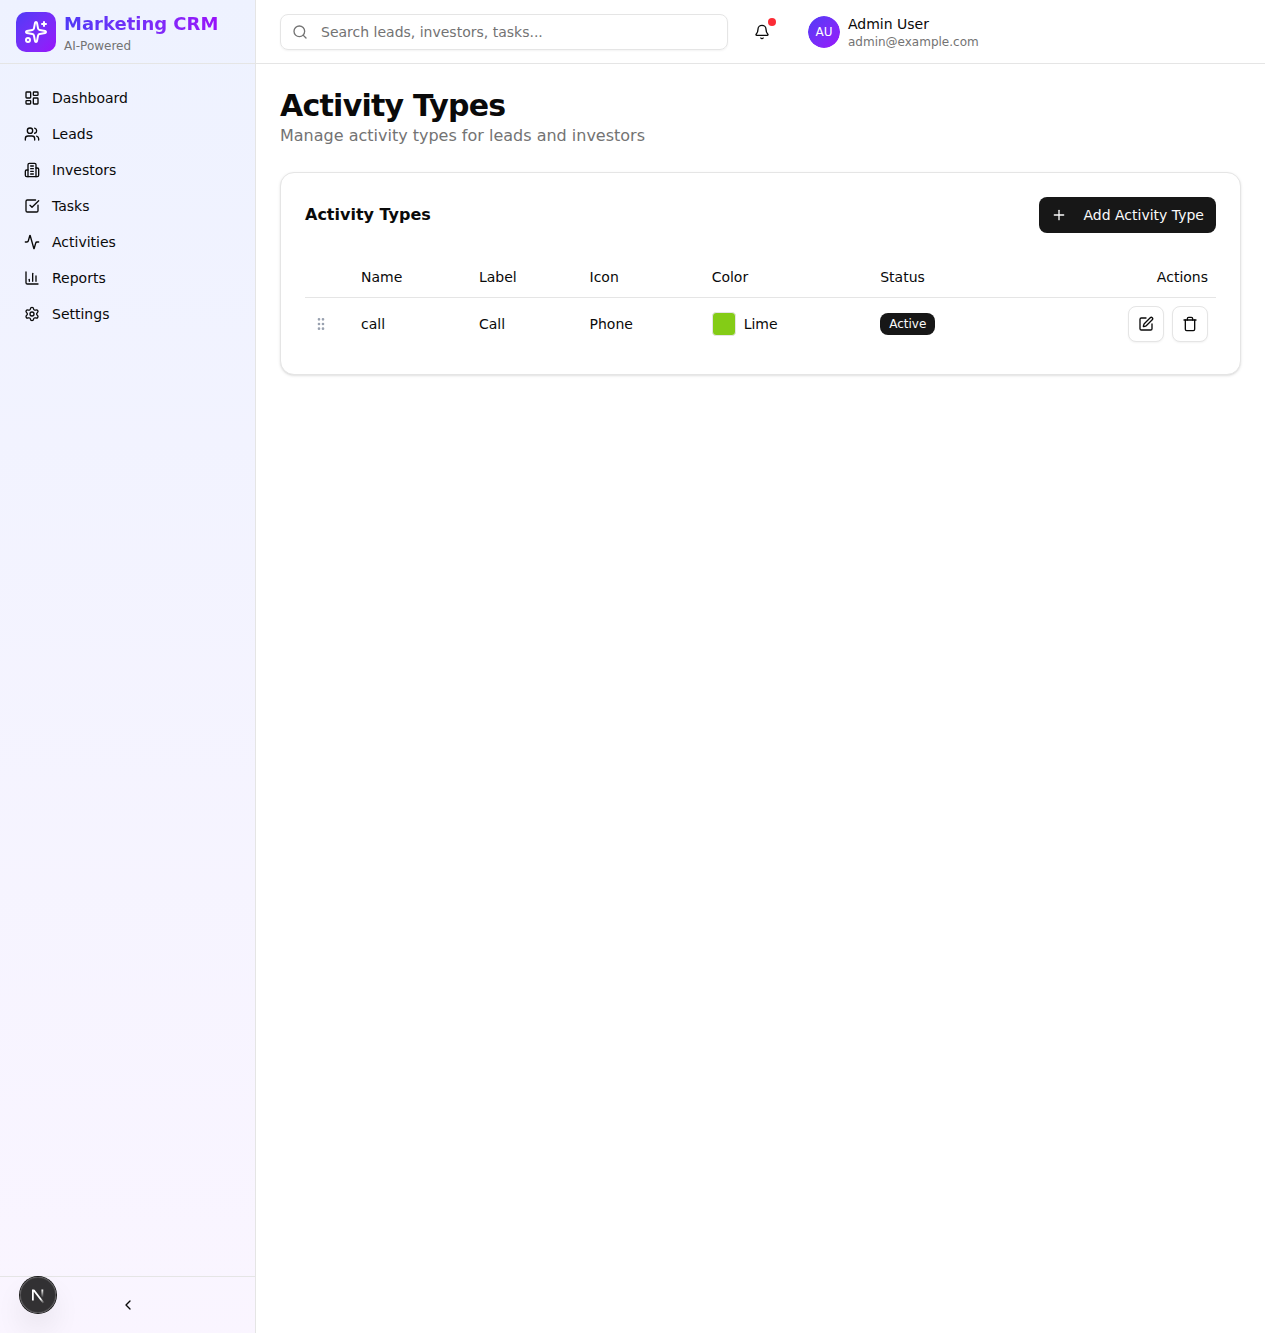 Marketing CRM
AI-Powered
Search leads, investors, tasks...
AU
Admin User
admin@example.com
Dashboard
Leads
Investors
Tasks
Activities
Reports
Settings
Activity Types
Manage activity types for leads and investors
Activity Types
Add Activity Type
Name Label Icon Color Status Actions
call Call Phone Lime Active
N